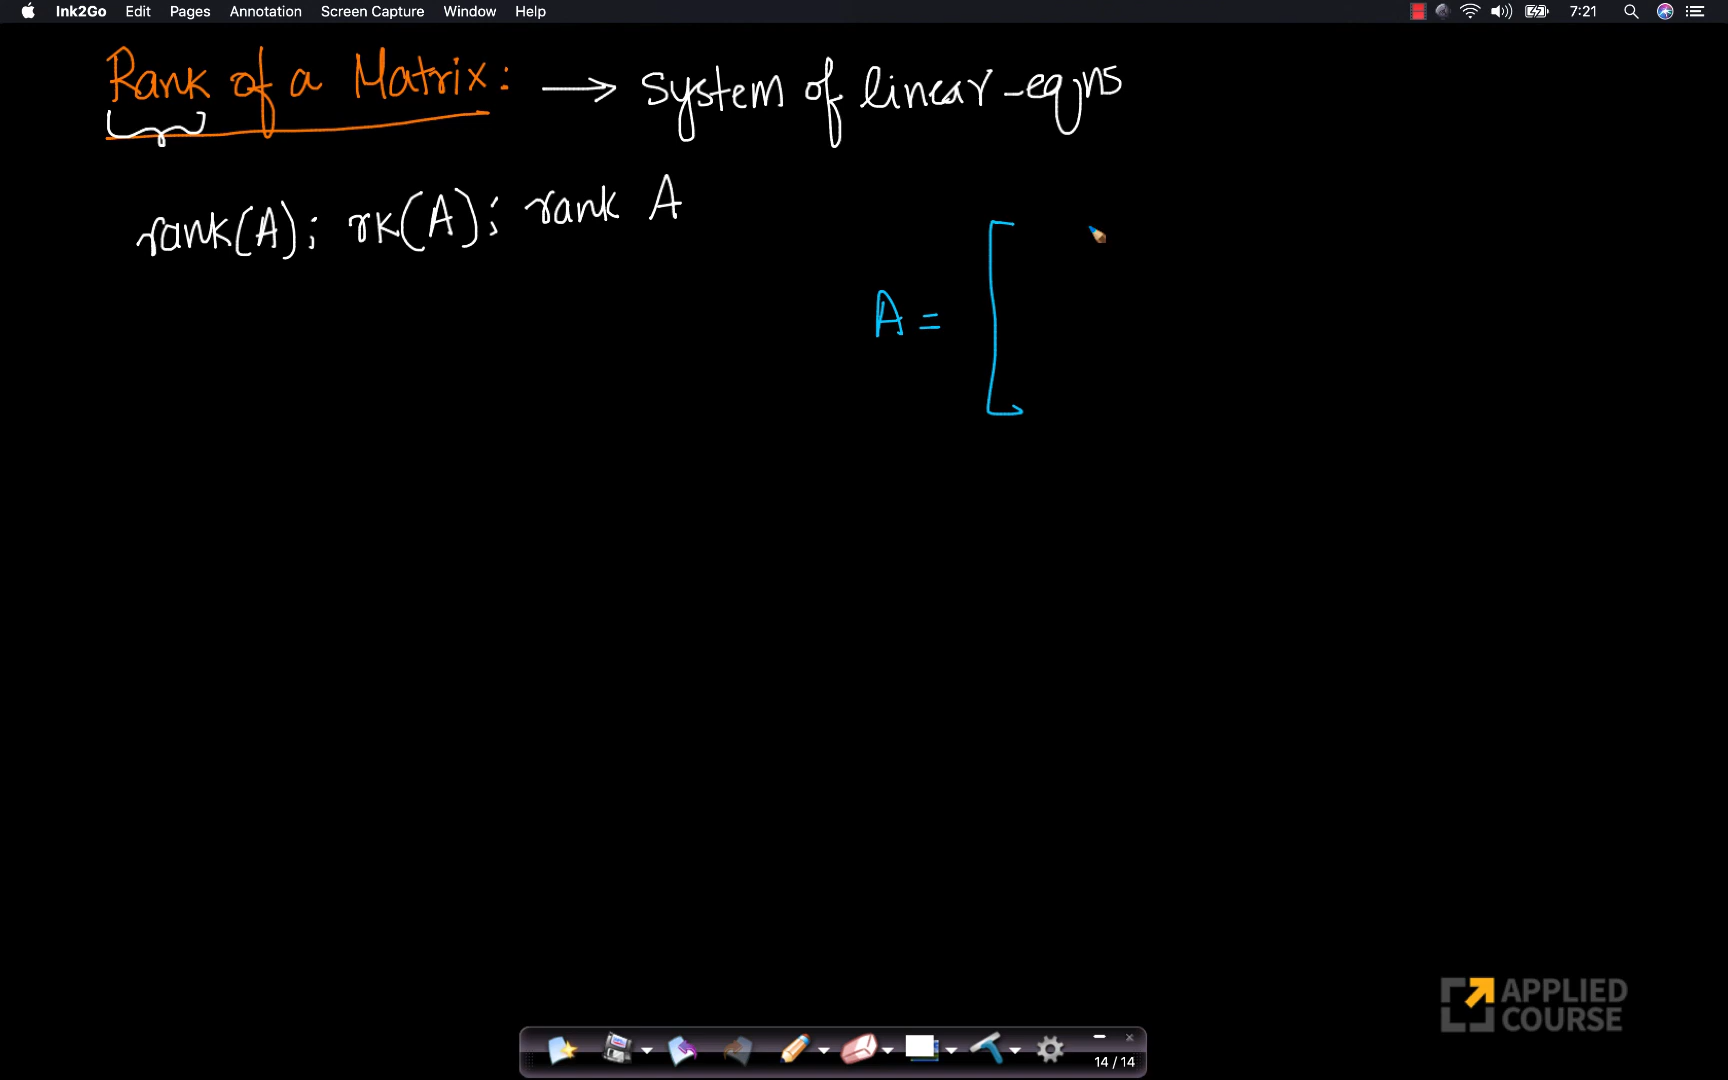 Ink2Go Edit Pages Annotation Screen Capture Window Help 7:21
Rank of a Matrix: → system of linear-eqns
rank(A); rk(A); rank A
A = [
APPLIED
COURSE
14 / 14